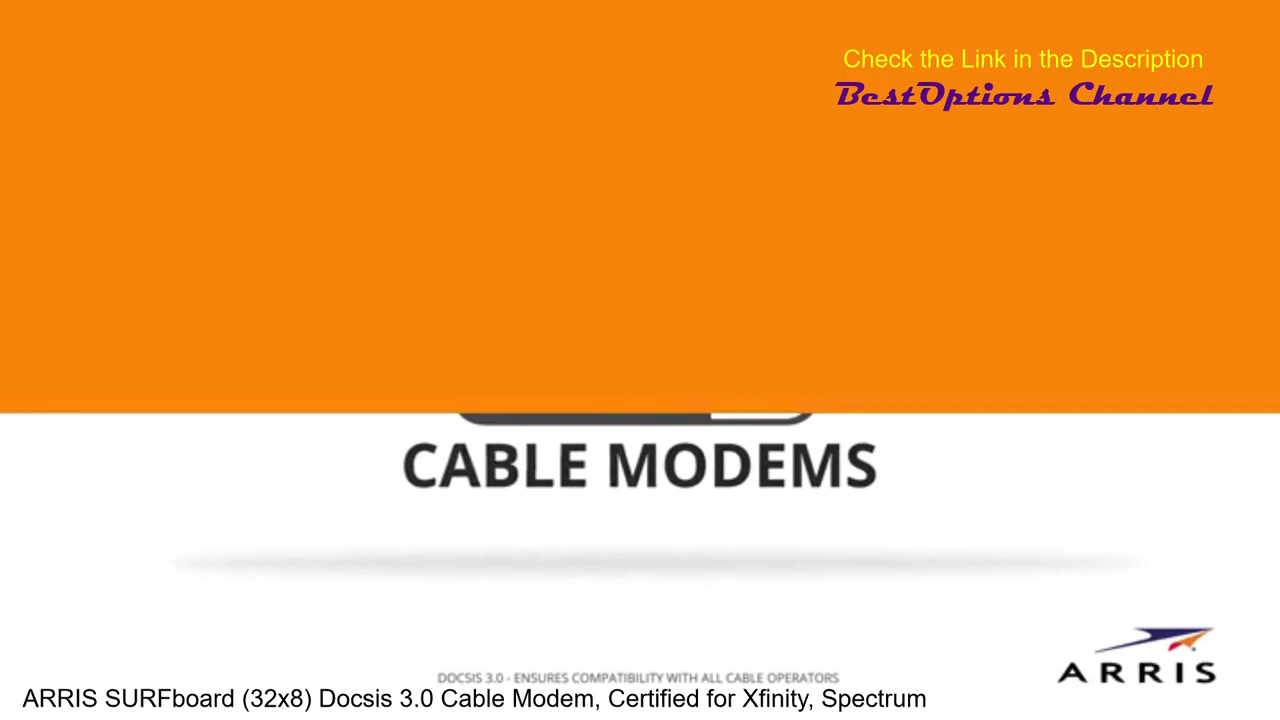 Check the Link in the Description
BestOptions Channel
CABLE MODEMS
ARRIS
DOCSIS 3.0 - ENSURES COMPATIBILITY WITH ALL CABLE OPERATORS
ARRIS SURFboard (32x8) Docsis 3.0 Cable Modem, Certified for Xfinity, Spectrum